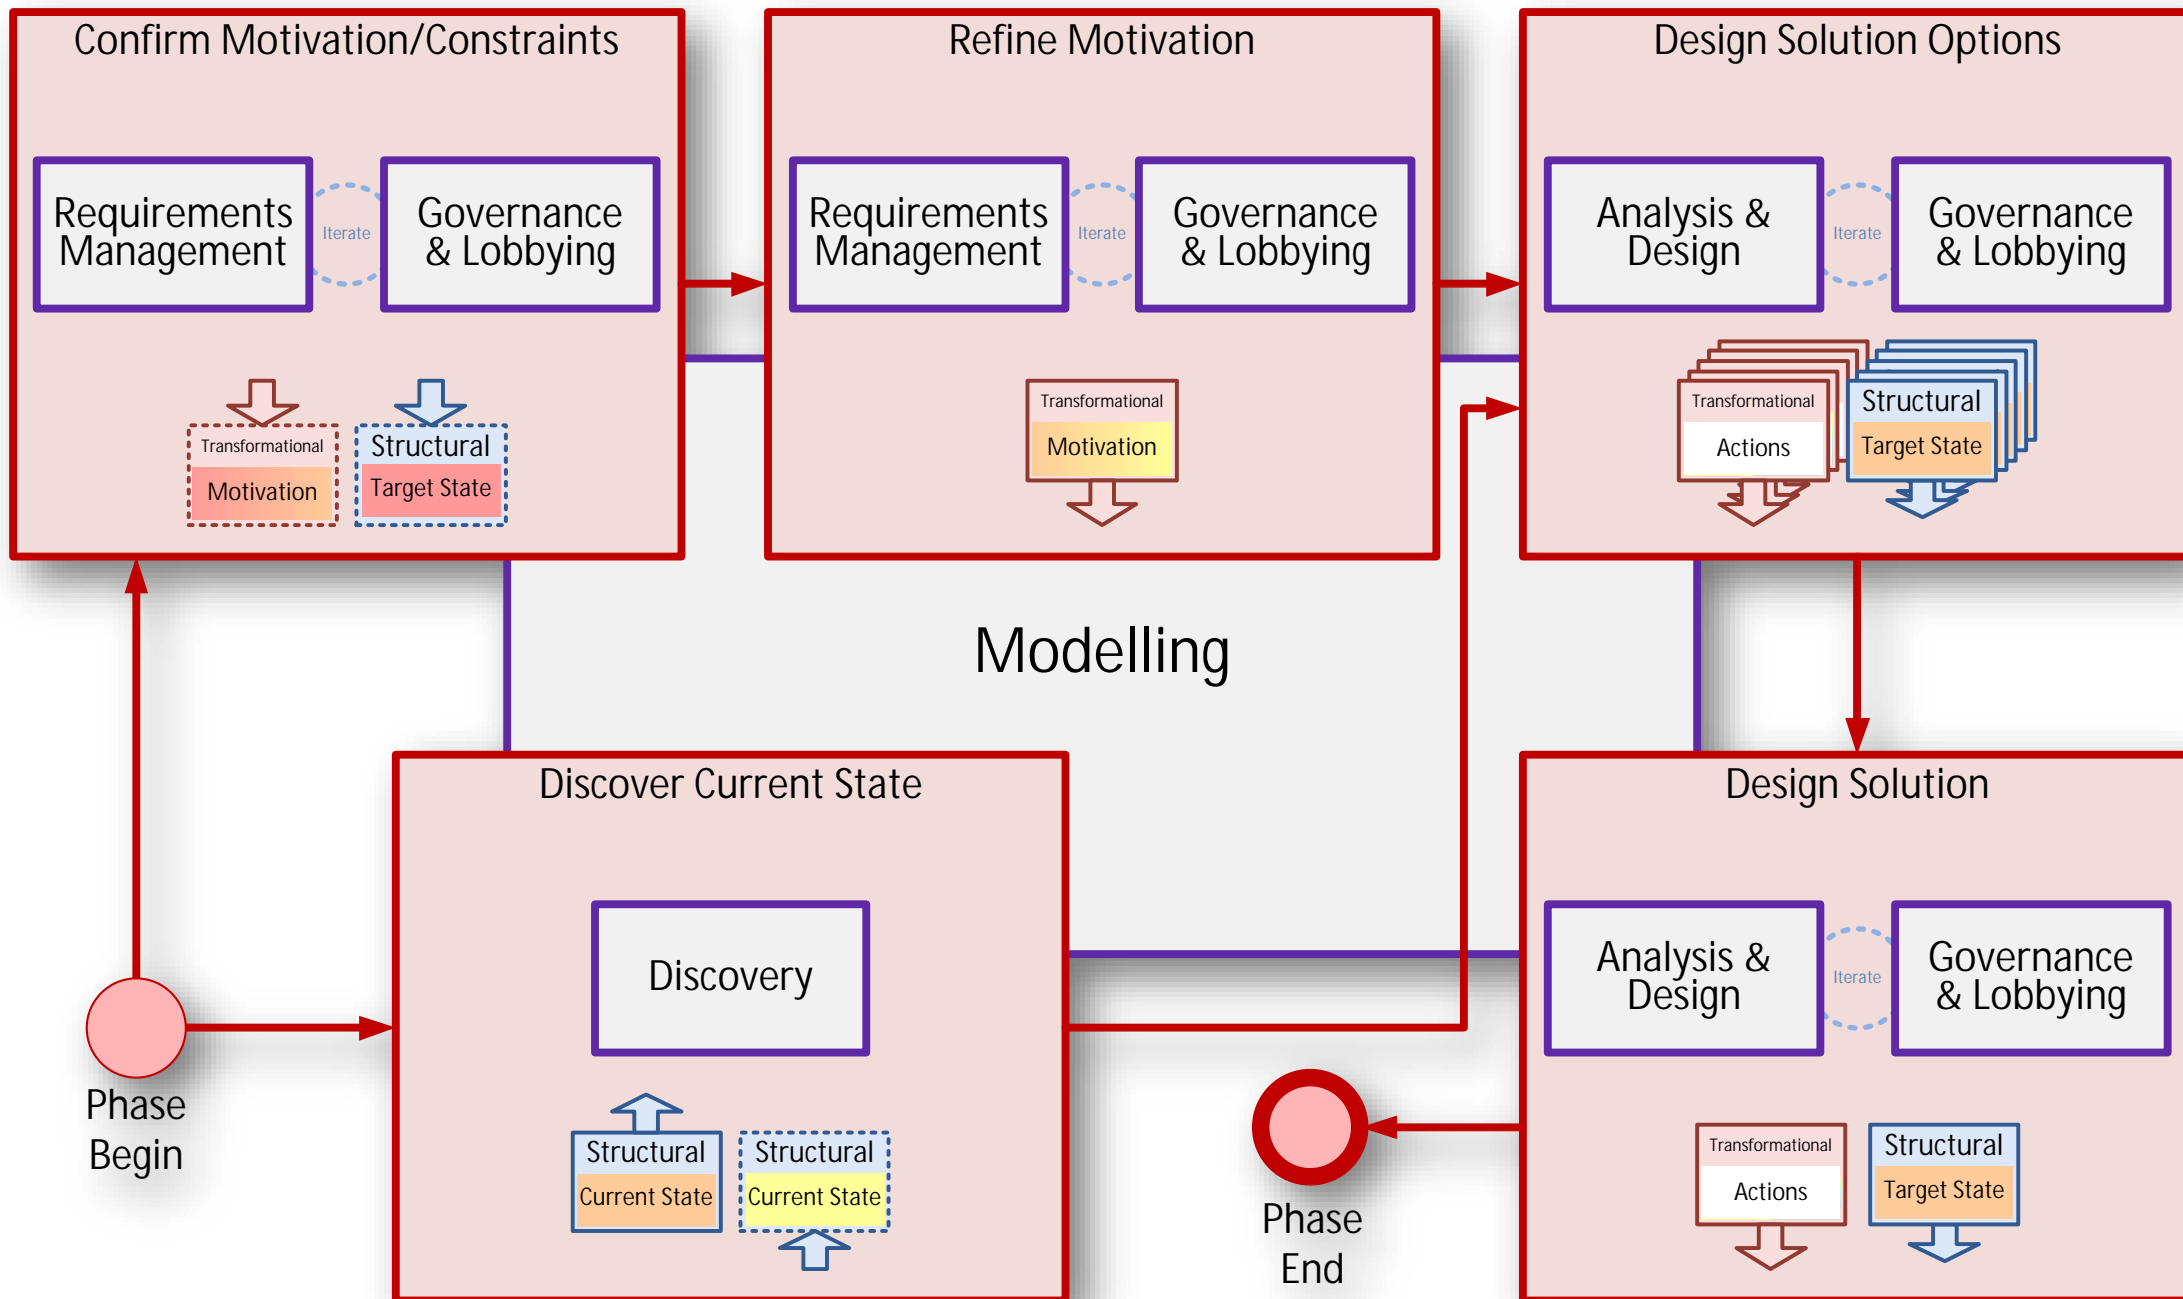 Confirm Motivation/Constraints
Requirements
Management
Iterate
Governance
& Lobbying
Transformational
Motivation
Structural
Target State
Refine Motivation
Requirements
Management
Iterate
Governance
& Lobbying
Transformational
Motivation
Design Solution Options
Analysis &
Design
Iterate
Governance
& Lobbying
Transformational
Actions
Structural
Target State
Modelling
Phase
Begin
Discover Current State
Discovery
Structural
Current State
Structural
Current State
Phase
End
Design Solution
Analysis &
Design
Iterate
Governance
& Lobbying
Transformational
Actions
Structural
Target State